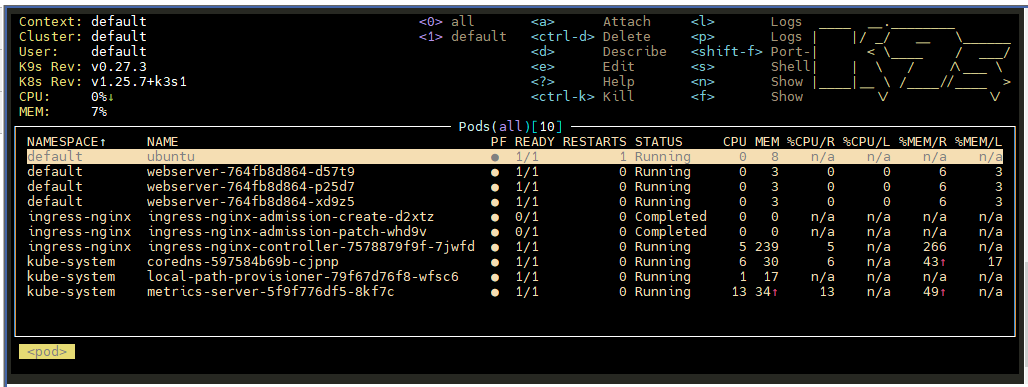 Context: default <0> all <a> Attach <l> Logs
Cluster: default <1> default <ctrl-d> Delete <p> Logs
User: default <d> Describe <shift-f> Port-
K9s Rev: v0.27.3 <e> Edit <s> Shell
K8s Rev: v1.25.7+k3s1 <?> Help <n> Show
CPU: 0%↓ <ctrl-k> Kill <f> Show
MEM: 7%
Pods(all)[10]
NAMESPACE↑ NAME PF READY RESTARTS STATUS CPU MEM %CPU/R %CPU/L %MEM/R %MEM/L
default ubuntu ● 1/1 1 Running 0 8 n/a n/a n/a n/a
default webserver-764fb8d864-d57t9 ● 1/1 0 Running 0 3 0 0 6 3
default webserver-764fb8d864-p25d7 ● 1/1 0 Running 0 3 0 0 6 3
default webserver-764fb8d864-xd9z5 ● 1/1 0 Running 0 3 0 0 6 3
ingress-nginx ingress-nginx-admission-create-d2xtz ● 0/1 0 Completed 0 0 n/a n/a n/a n/a
ingress-nginx ingress-nginx-admission-patch-whd9v ● 0/1 0 Completed 0 0 n/a n/a n/a n/a
ingress-nginx ingress-nginx-controller-7578879f9f-7jwfd ● 1/1 0 Running 5 239 5 n/a 266 n/a
kube-system coredns-597584b69b-cjpnp ● 1/1 0 Running 6 30 6 n/a 43↑ 17
kube-system local-path-provisioner-79f67d76f8-wfsc6 ● 1/1 0 Running 1 17 n/a n/a n/a n/a
kube-system metrics-server-5f9f776df5-8kf7c ● 1/1 0 Running 13 34↑ 13 n/a 49↑ n/a
<pod>